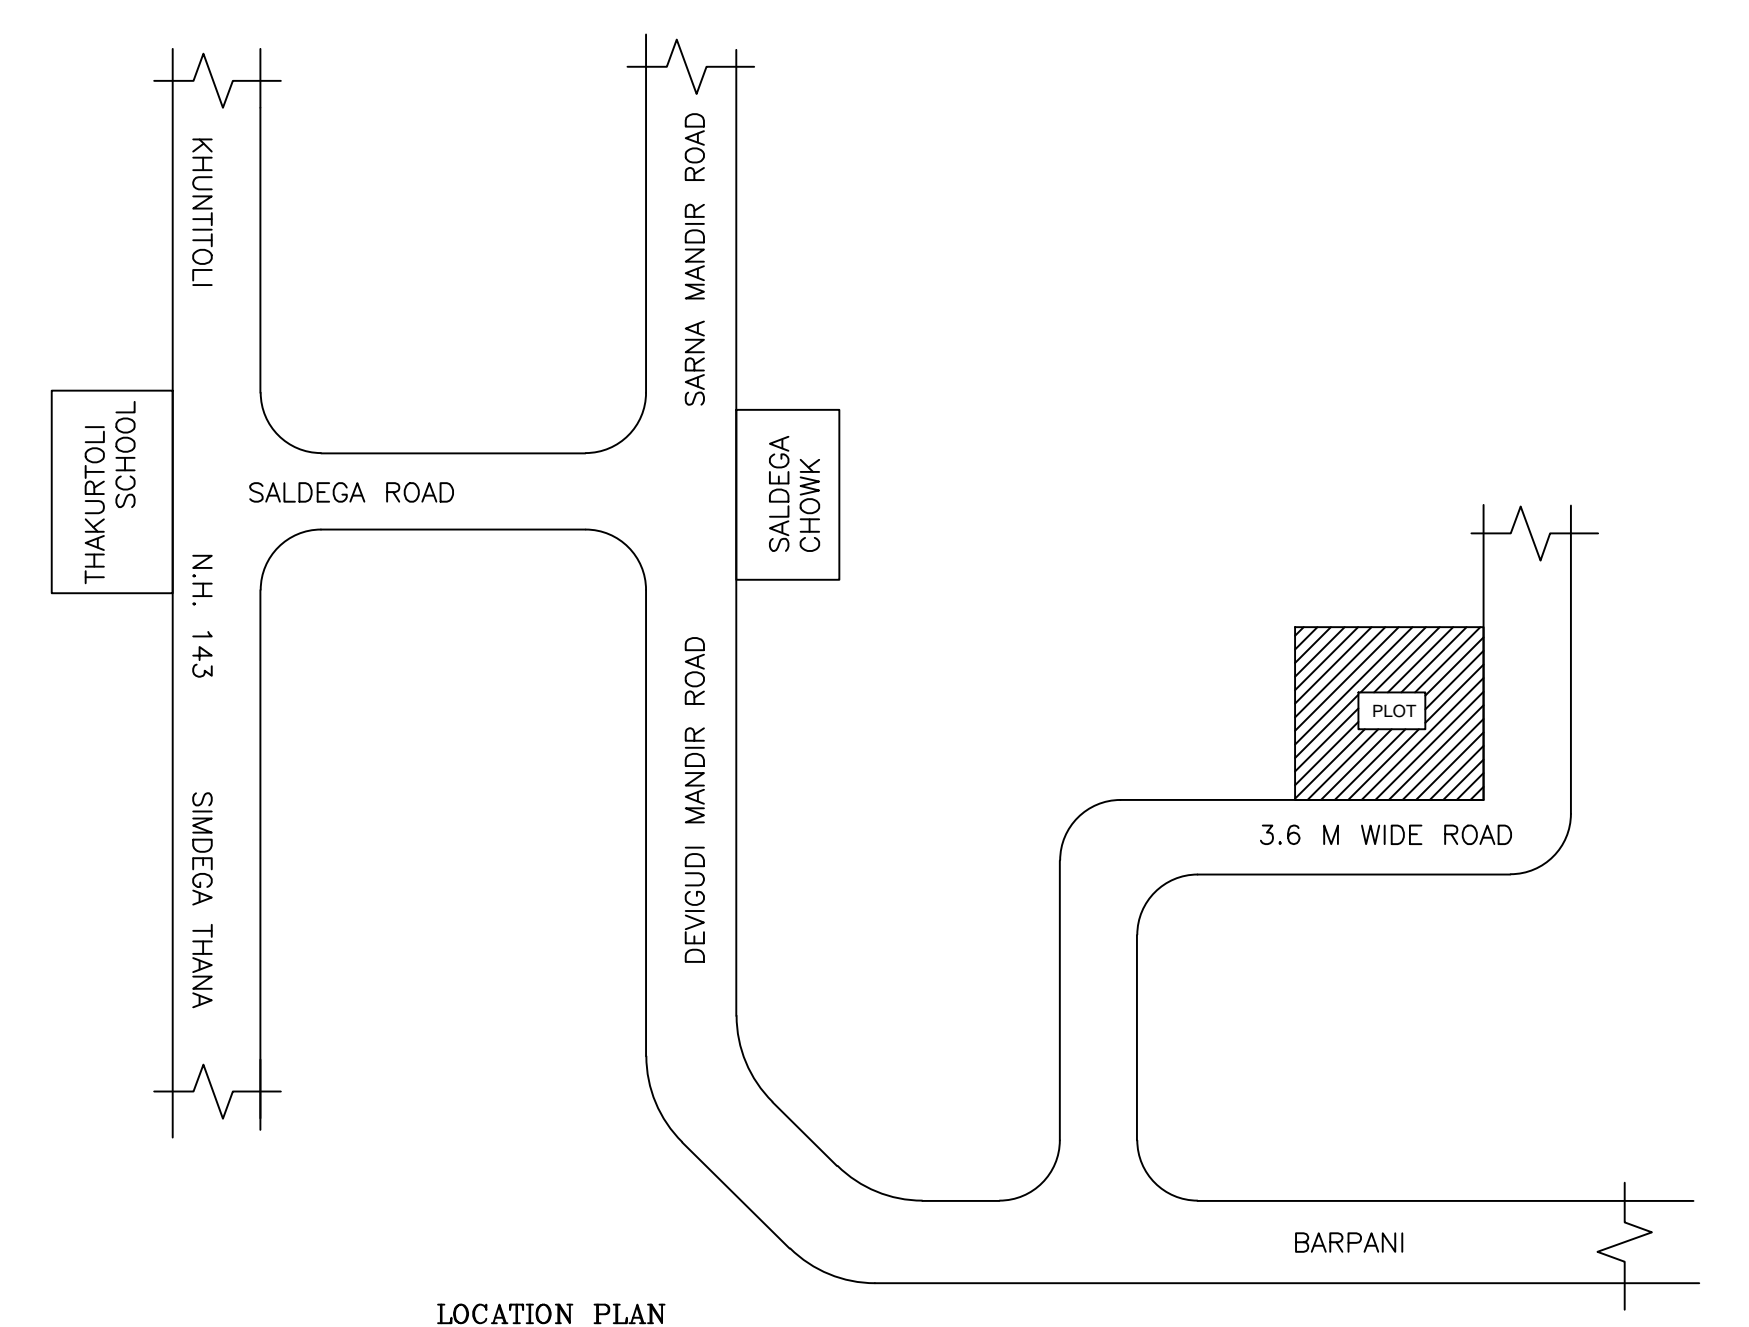 KHUNTITOLI
SARNA MANDIR ROAD
THAKURTOLI
SCHOOL
SALDEGA ROAD
SALDEGA
CHOWK
N.H. 143
DEVIGUDI MANDIR ROAD
PLOT
SIMDEGA THANA
3.6 M WIDE ROAD
BARPANI
LOCATION PLAN